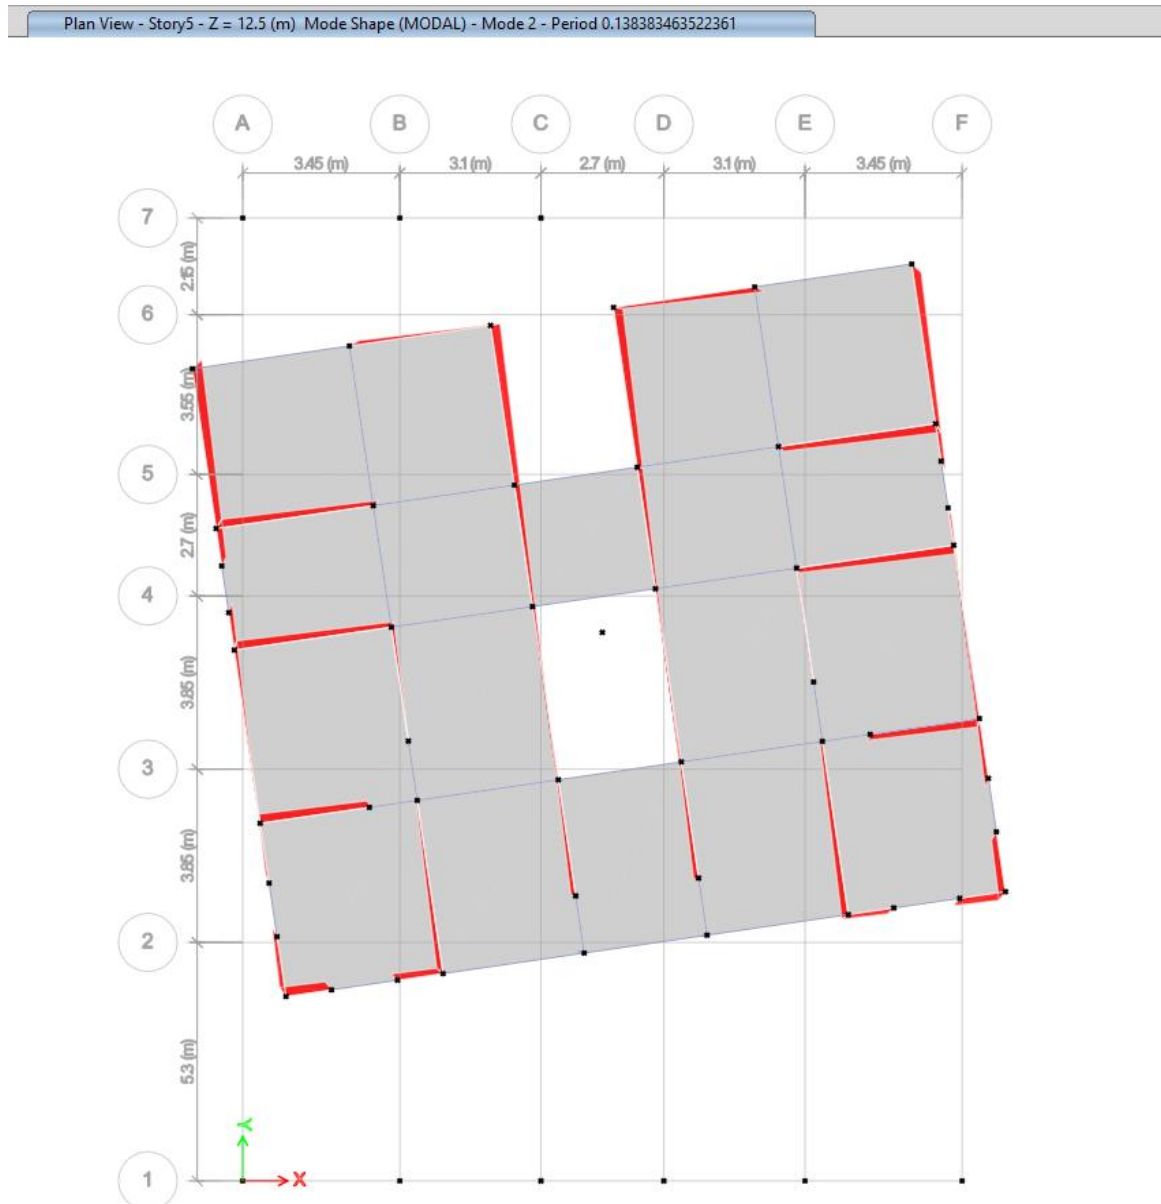 Plan View - Story5 - Z = 12.5 (m) Mode Shape (MODAL) - Mode 2 - Period 0.138383463522361
A B C D E F
3.45 (m) 3.1 (m) 2.7 (m) 3.1 (m) 3.45 (m)
7
2.15 (m)
6
3.55 (m)
5
2.7 (m)
4
3.85 (m)
3
3.85 (m)
2
5.3 (m)
Y
X
1